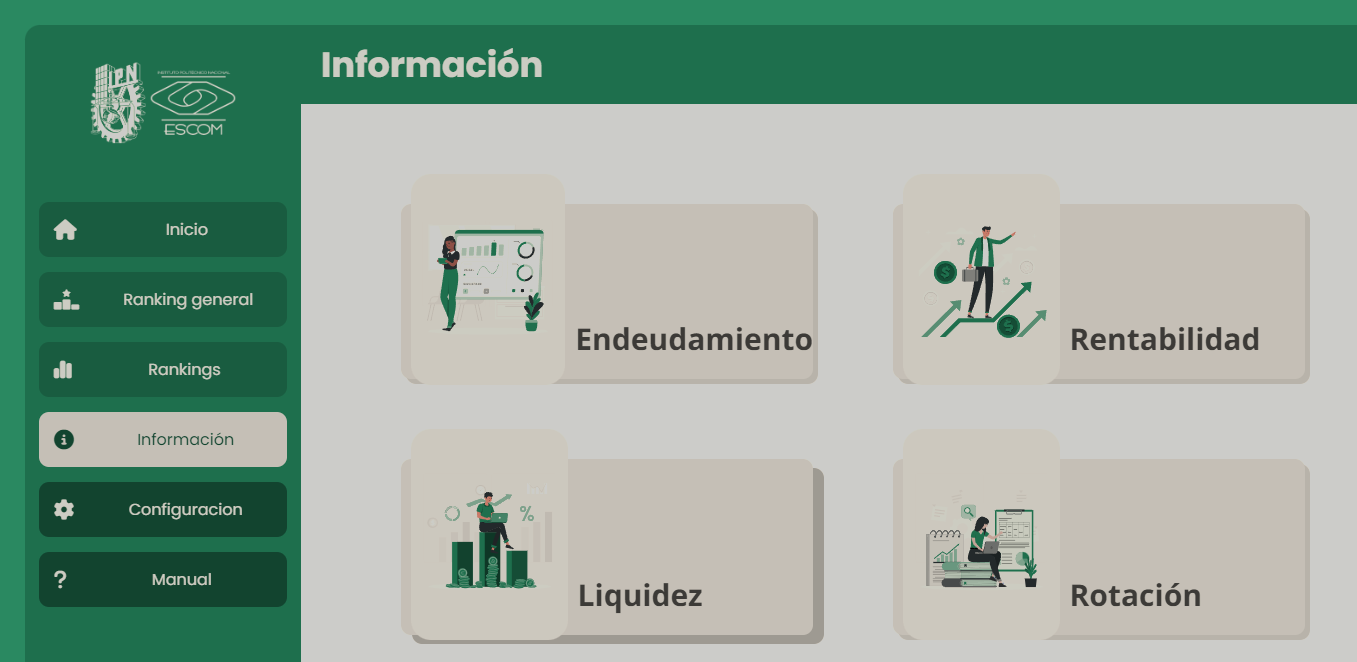 Información
IPN
INSTITUTO POLITÉCNICO NACIONAL
ESCOM
Inicio
Ranking general
Rankings
Información
Configuracion
Manual
Endeudamiento
Rentabilidad
Liquidez
Rotación